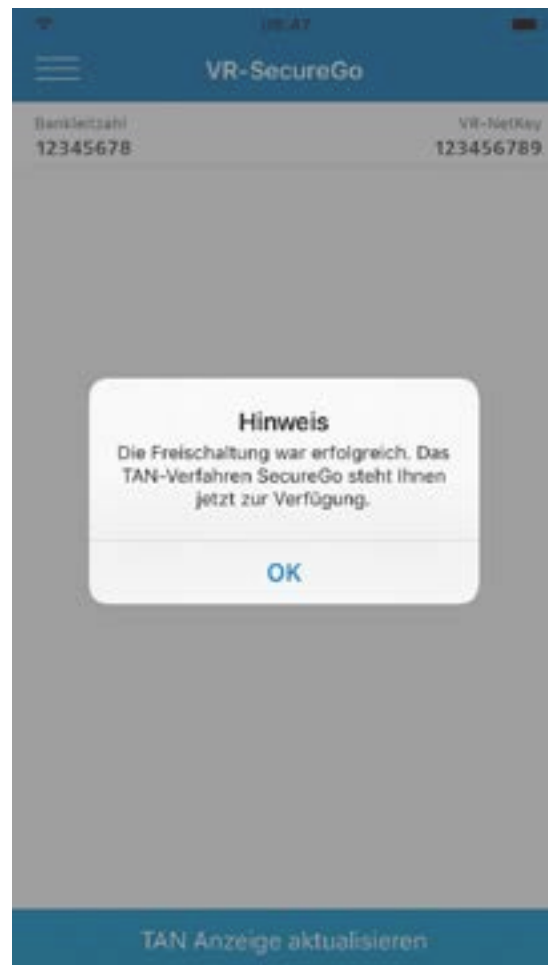 VR-SecureGo
Bankleitzahl VR-NetKey
12345678 123456789
Hinweis
Die Freischaltung war erfolgreich. Das
TAN-Verfahren SecureGo steht Ihnen
jetzt zur Verfügung.
OK
TAN Anzeige aktualisieren